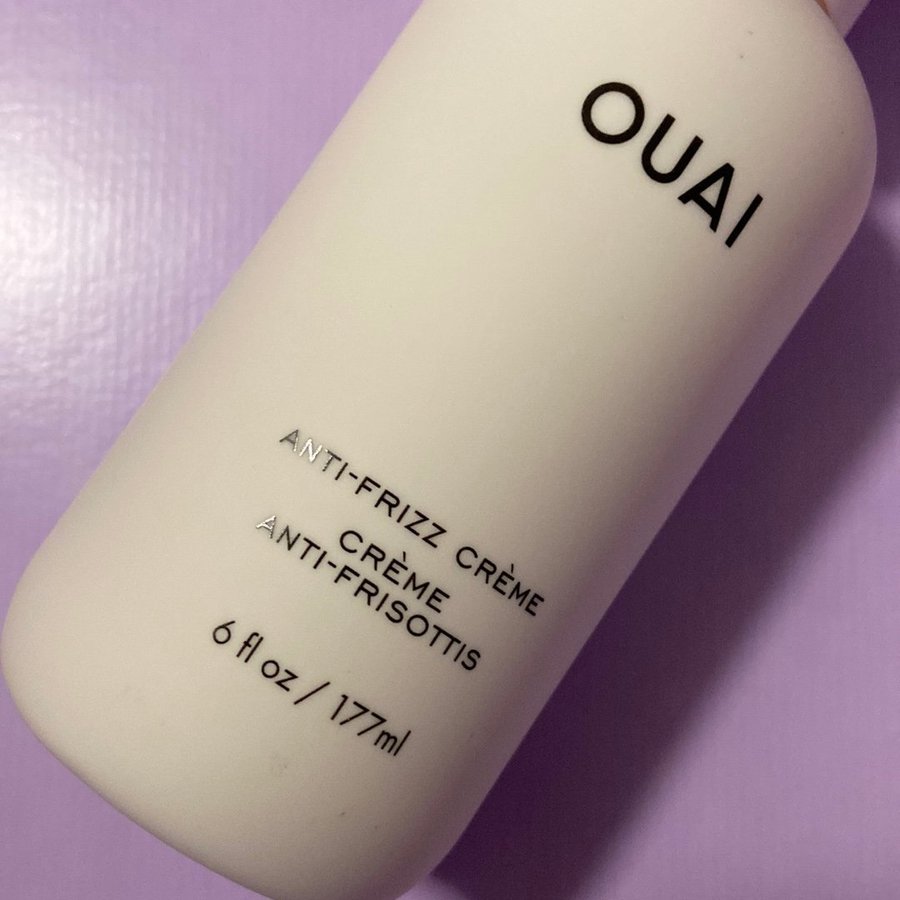 OUAI
ANTI-FRIZZ CRÈME
CRÈME
ANTI-FRISOTTIS
6 fl oz / 177ml